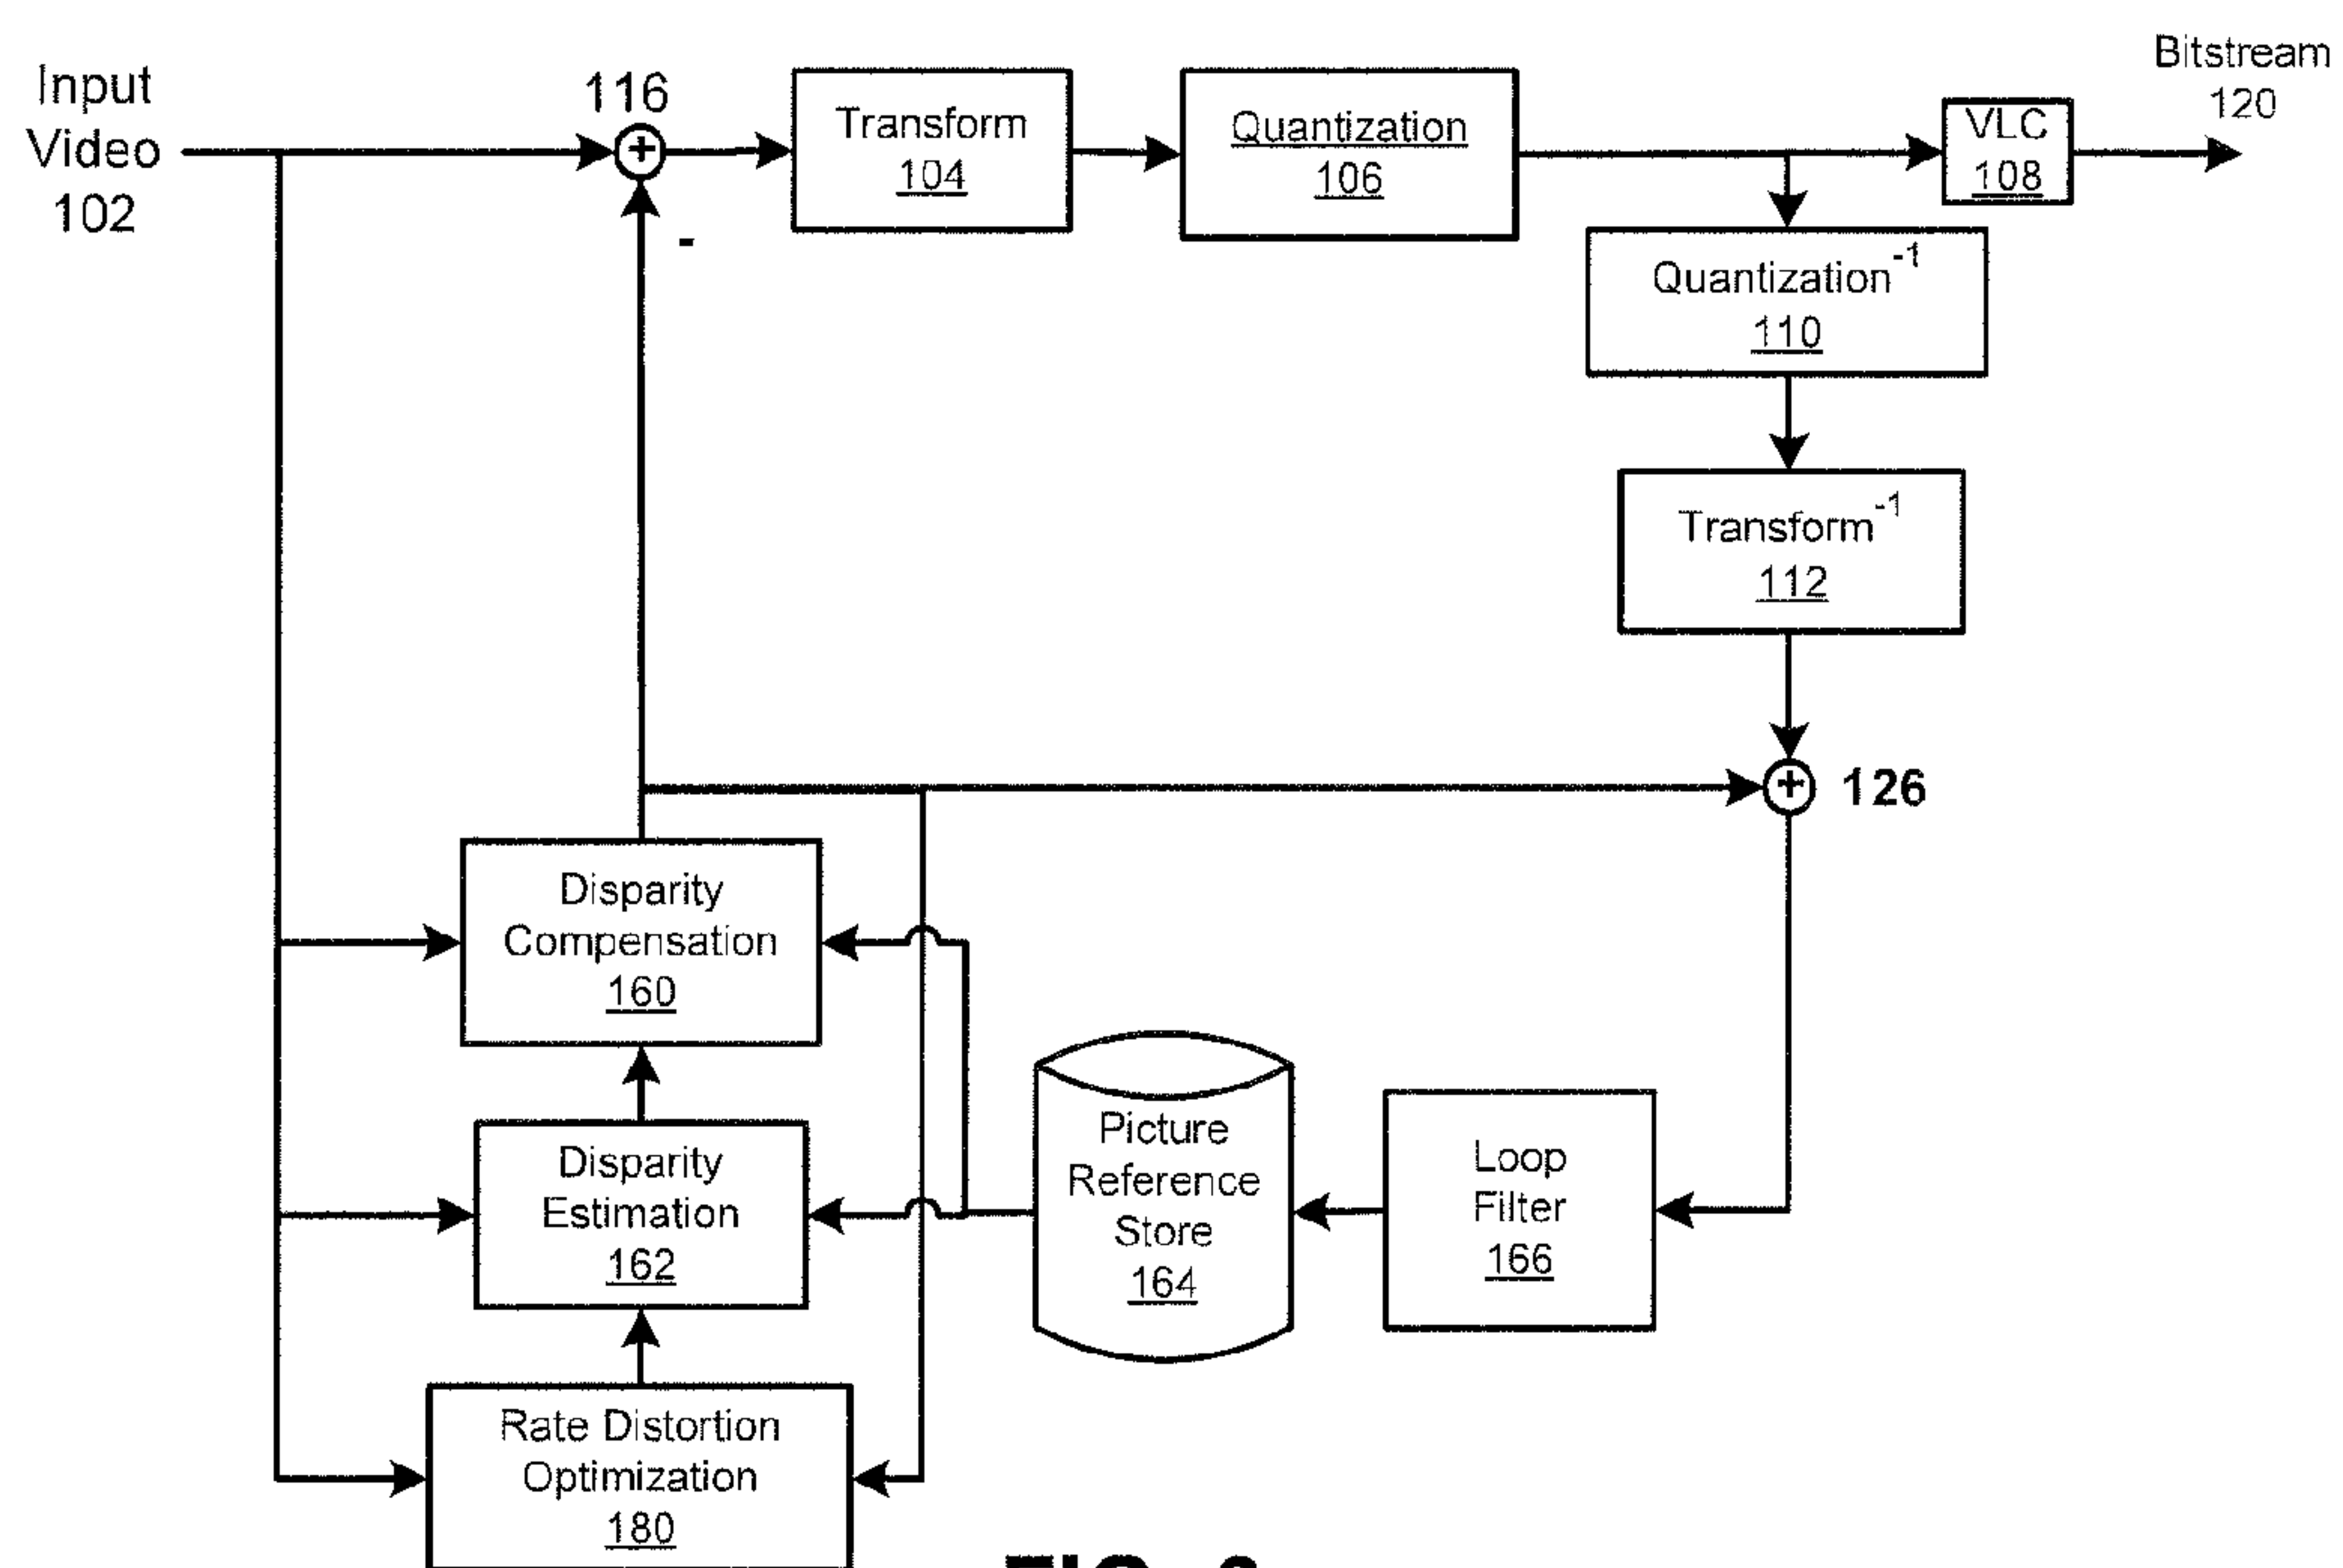 Input
Video
102
116
+
-
Transform
104
Quantization
106
VLC
108
Bitstream
120
Quantization-1
110
Transform-1
112
+
126
Disparity
Compensation
160
Disparity
Estimation
162
Picture
Reference
Store
164
Loop
Filter
166
Rate Distortion
Optimization
180